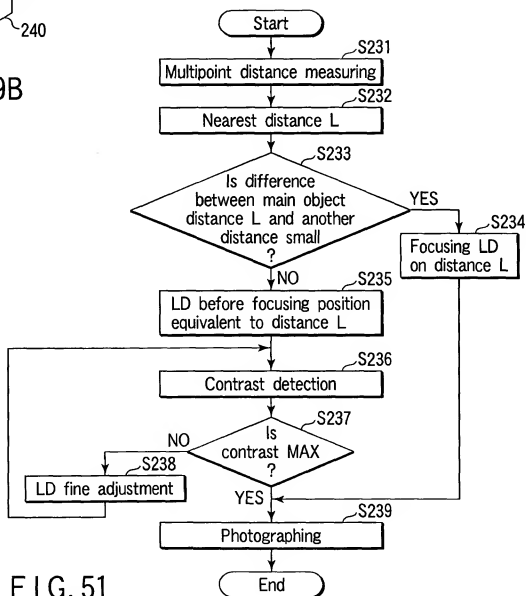 240
9B
Start
S231
Multipoint distance measuring
S232
Nearest distance L
S233
Is difference
between main object
distance L and another
distance small
?
YES
S234
Focusing LD
on distance L
NO
S235
LD before focusing position
equivalent to distance L
S236
Contrast detection
S237
Is
contrast MAX
?
NO
S238
LD fine adjustment
YES
S239
Photographing
End
FIG. 51